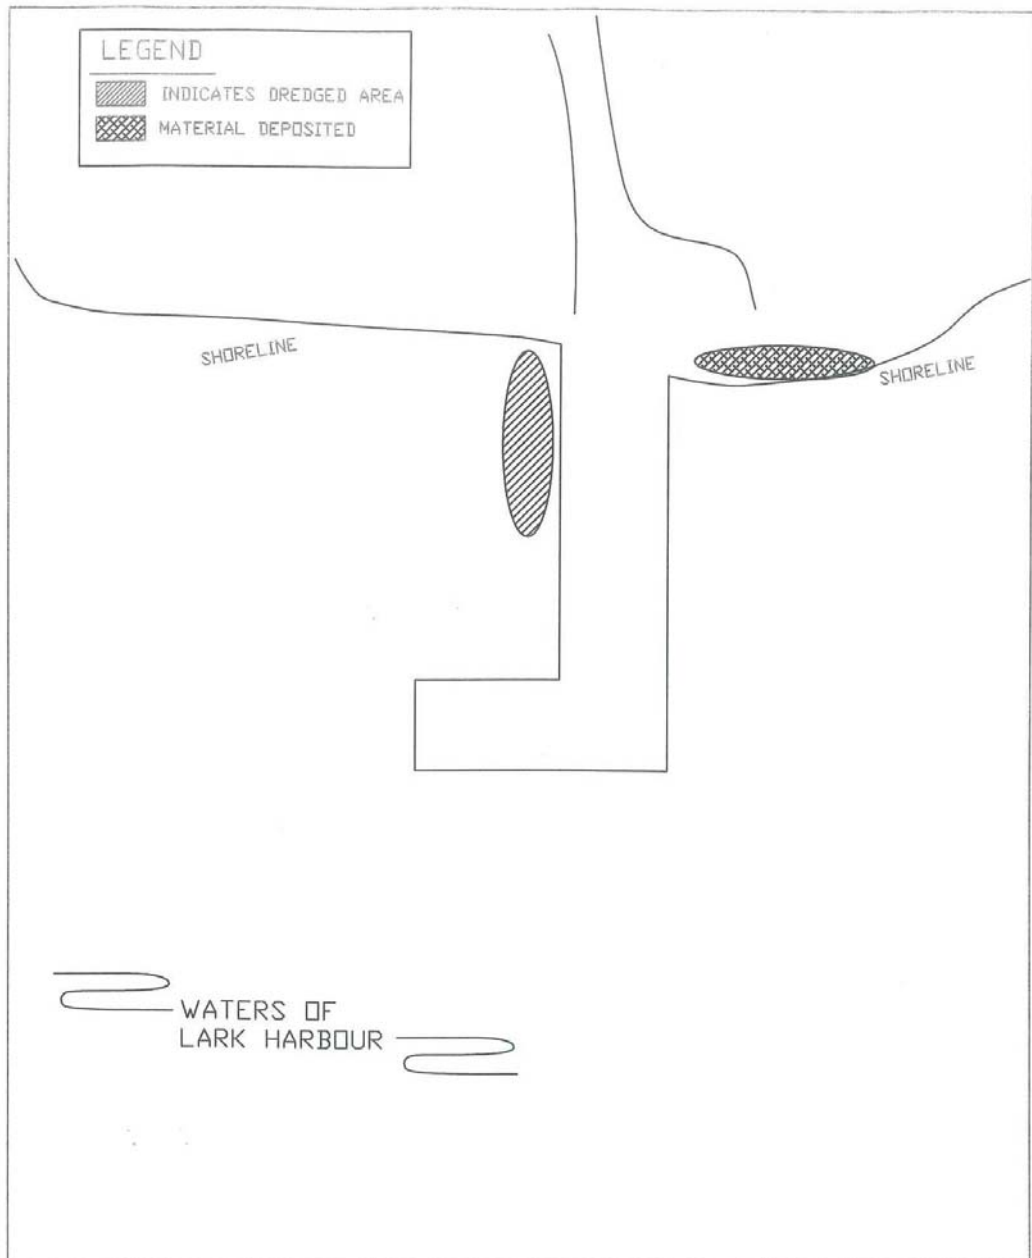 LEGEND
INDICATES DREDGED AREA
MATERIAL DEPOSITED
SHORELINE
SHORELINE
WATERS OF
LARK HARBOUR